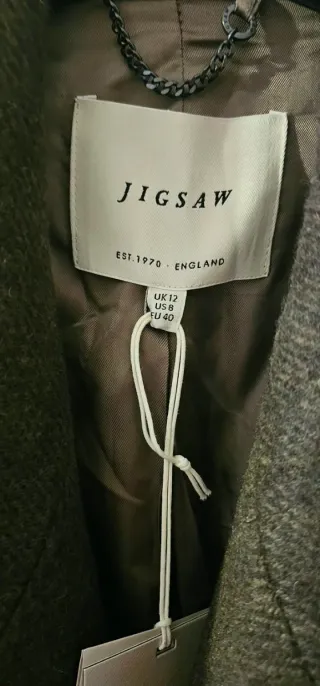 JIGSAW
EST.1970 · ENGLAND
UK 12
US 8
EU 40